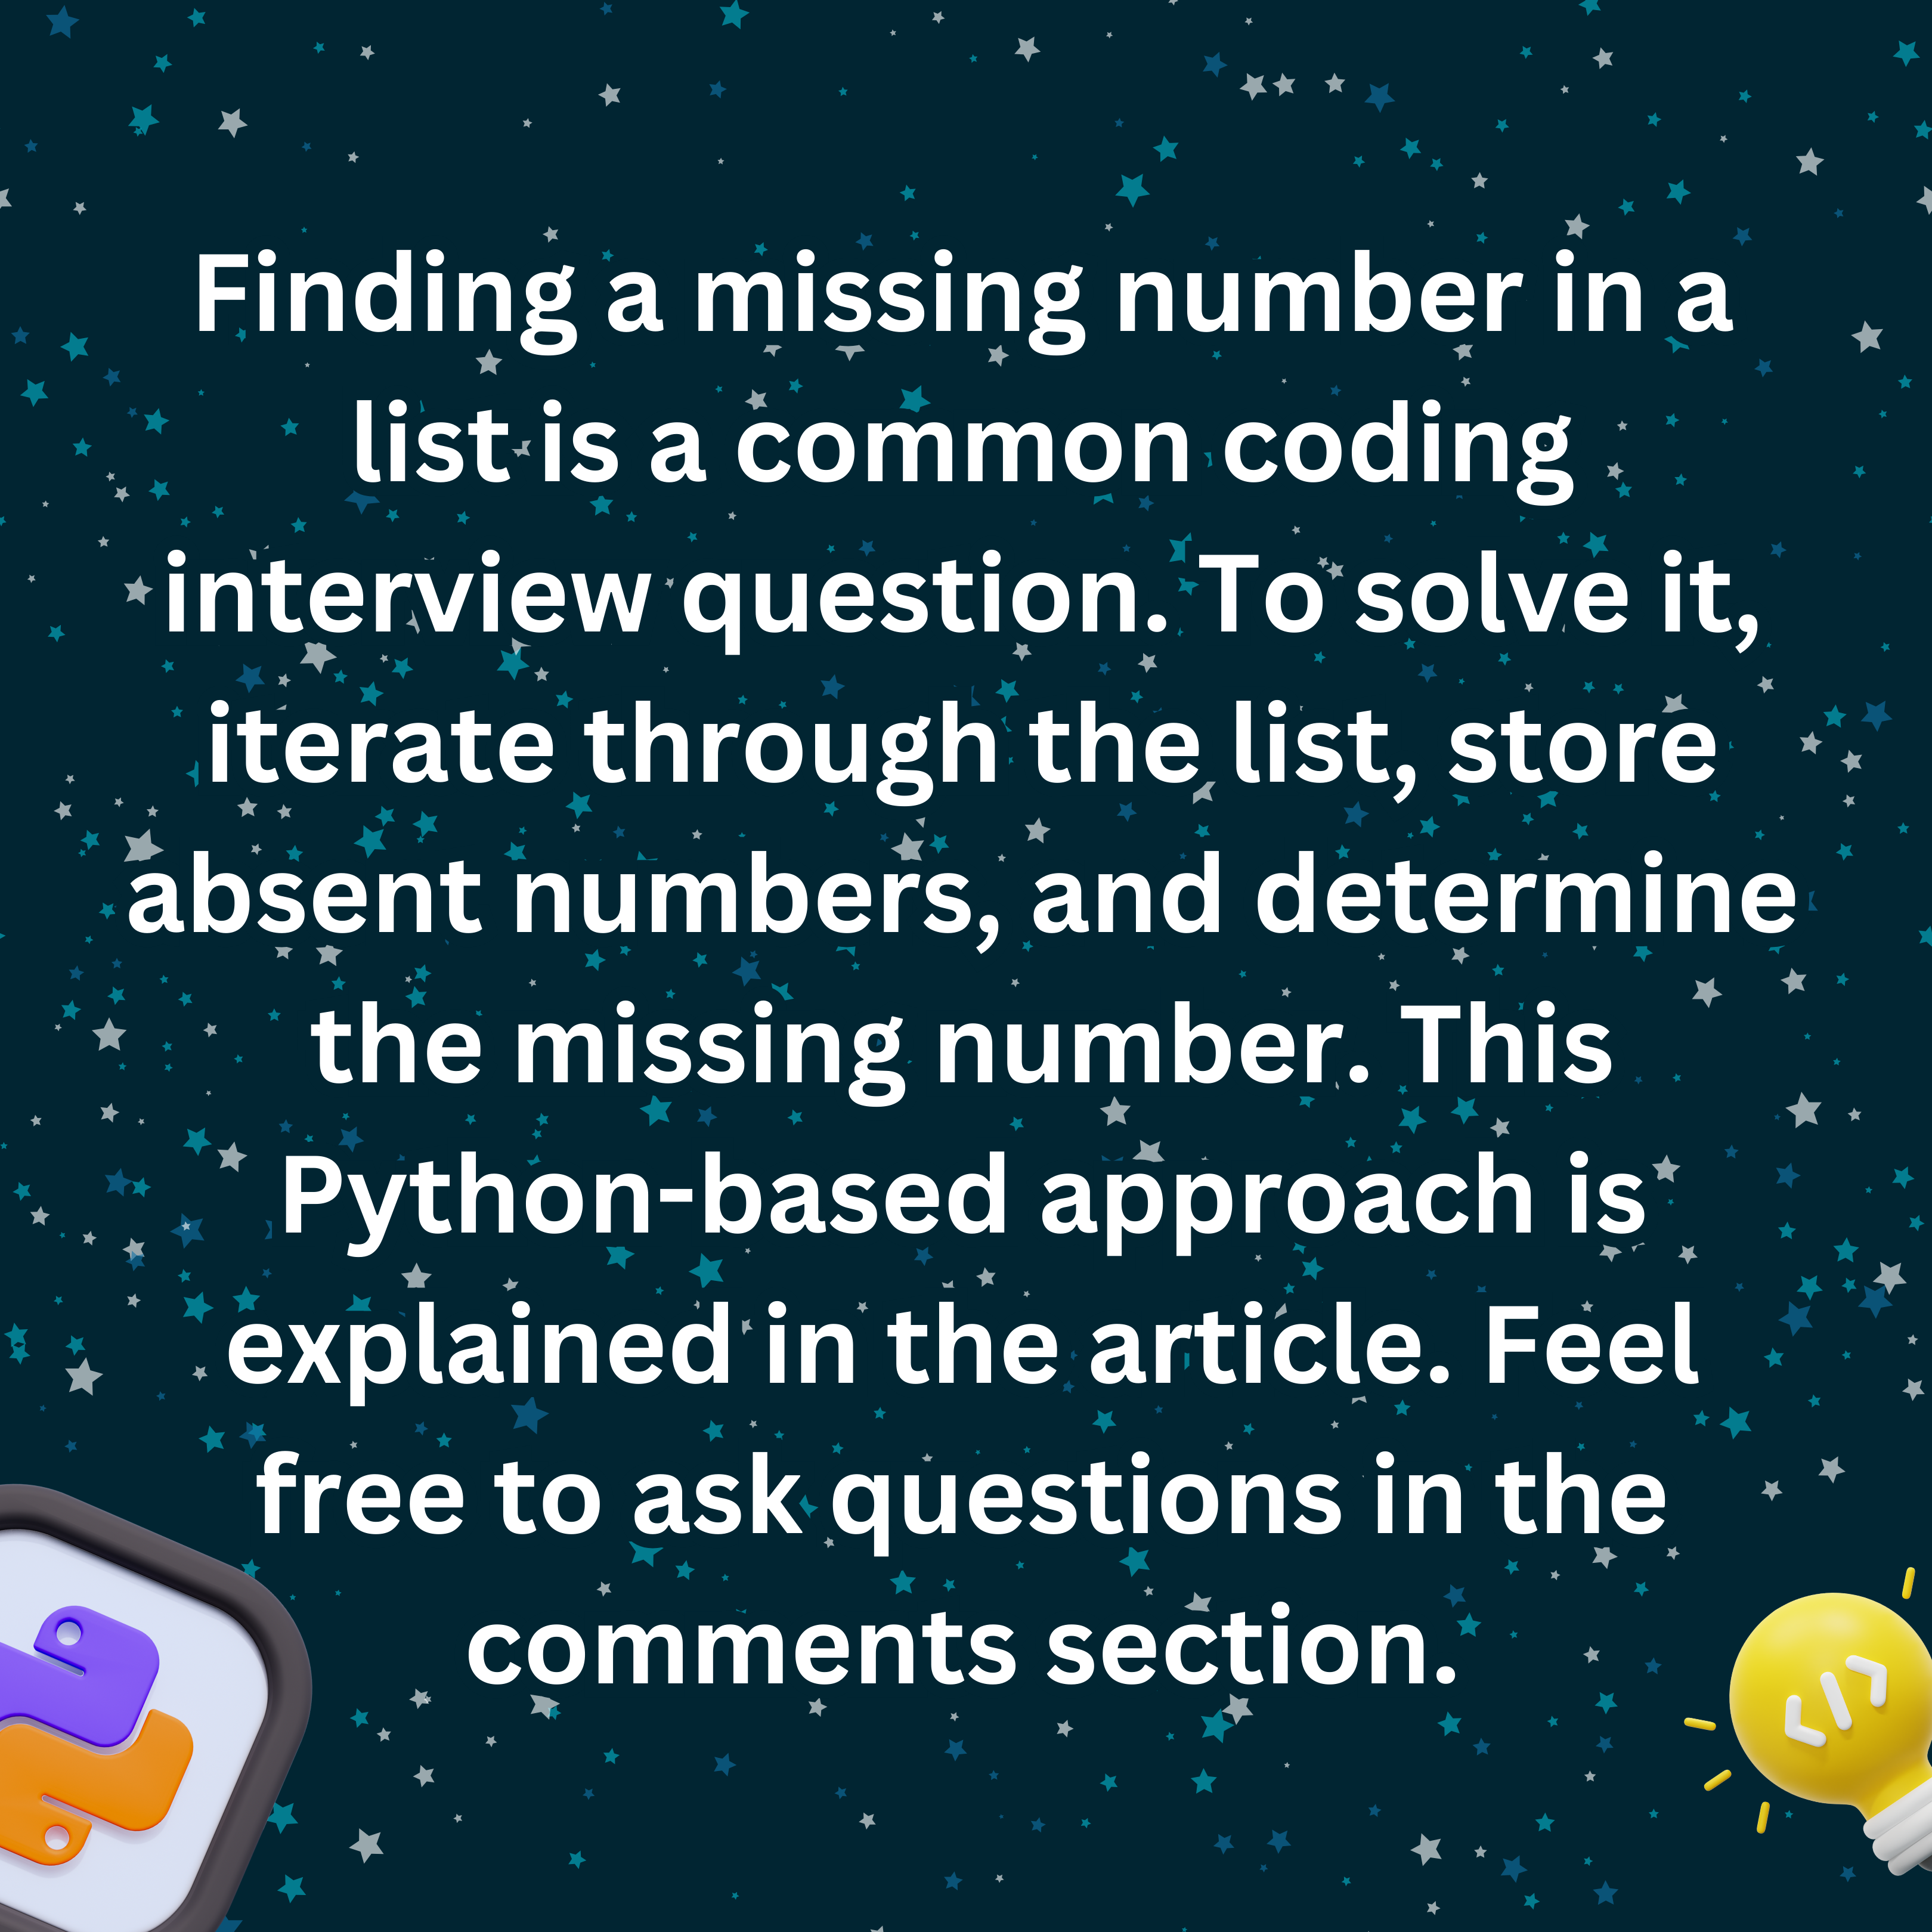 Finding a missing number in a
list is a common coding
interview question. To solve it,
iterate through the list, store
absent numbers, and determine
the missing number. This
Python-based approach is
explained in the article. Feel
free to ask questions in the
comments section.
</>